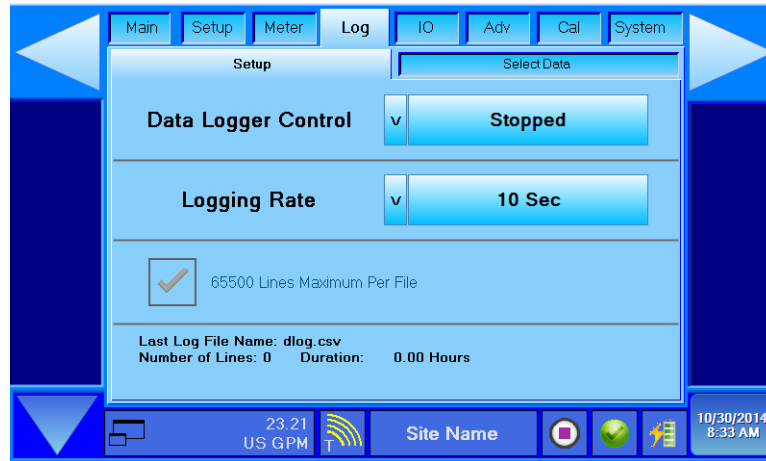 Main Setup Meter Log IO Adv Cal System
Setup Select Data
Data Logger Control v Stopped
Logging Rate v 10 Sec
65500 Lines Maximum Per File
Last Log File Name: dlog.csv
Number of Lines: 0 Duration: 0.00 Hours
23.21
US GPM
T
Site Name
10/30/2014
8:33 AM